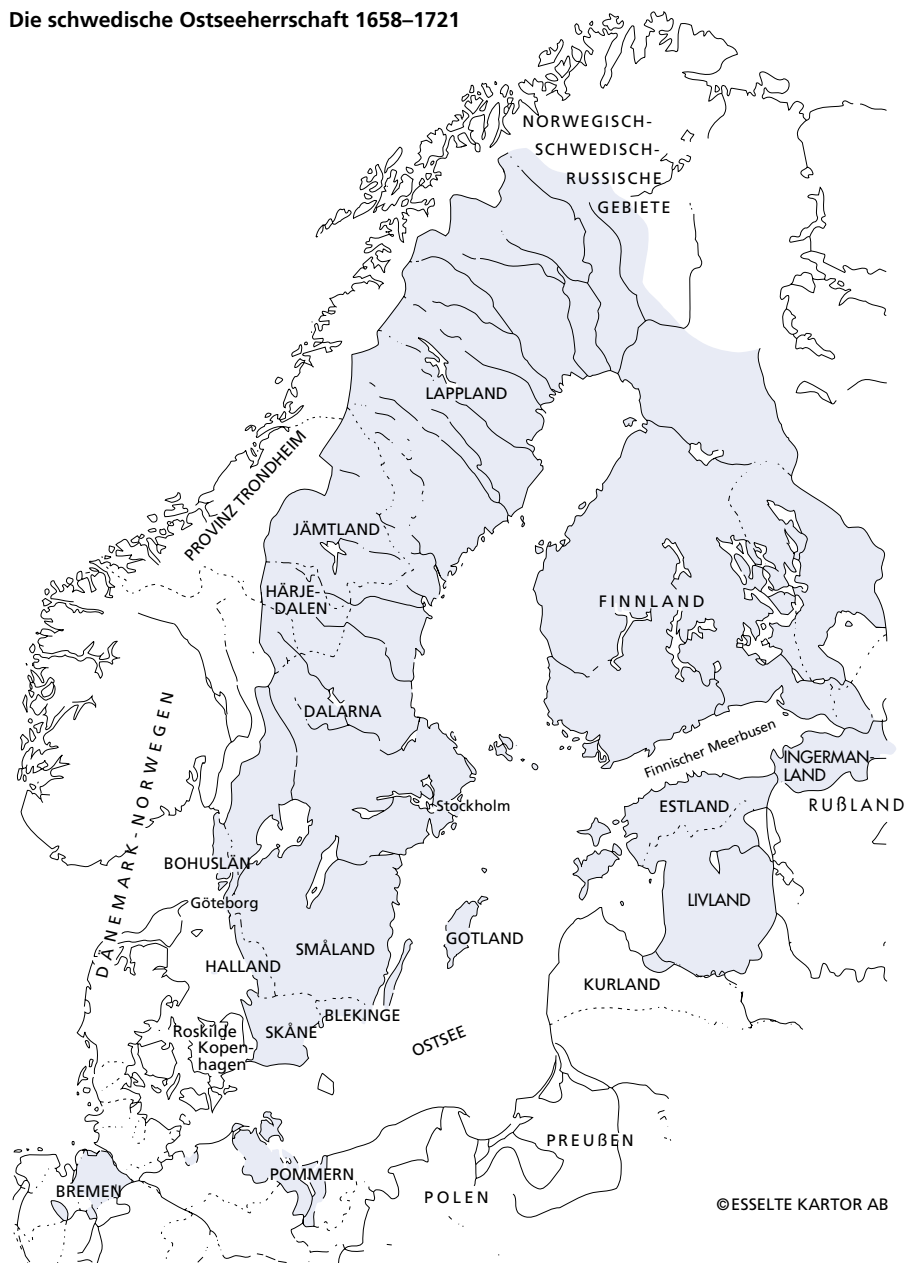 Die schwedische Ostseeherrschaft 1658–1721
NORWEGISCH-
SCHWEDISCH-
RUSSISCHE
GEBIETE
LAPPLAND
PROVINZ TRONDHEIM
JÄMTLAND
HÄRJE-
DALEN
FINNLAND
DALARNA
DÄNEMARK-NORWEGEN
Finnischer Meerbusen
INGERMAN-
LAND
Stockholm
ESTLAND
RUßLAND
BOHUSLÄN
Göteborg
LIVLAND
SMÅLAND
GOTLAND
HALLAND
KURLAND
BLEKINGE
Roskilge
SKÅNE
Kopen-
hagen
OSTSEE
PREUßEN
POMMERN
BREMEN
POLEN
©ESSELTE KARTOR AB